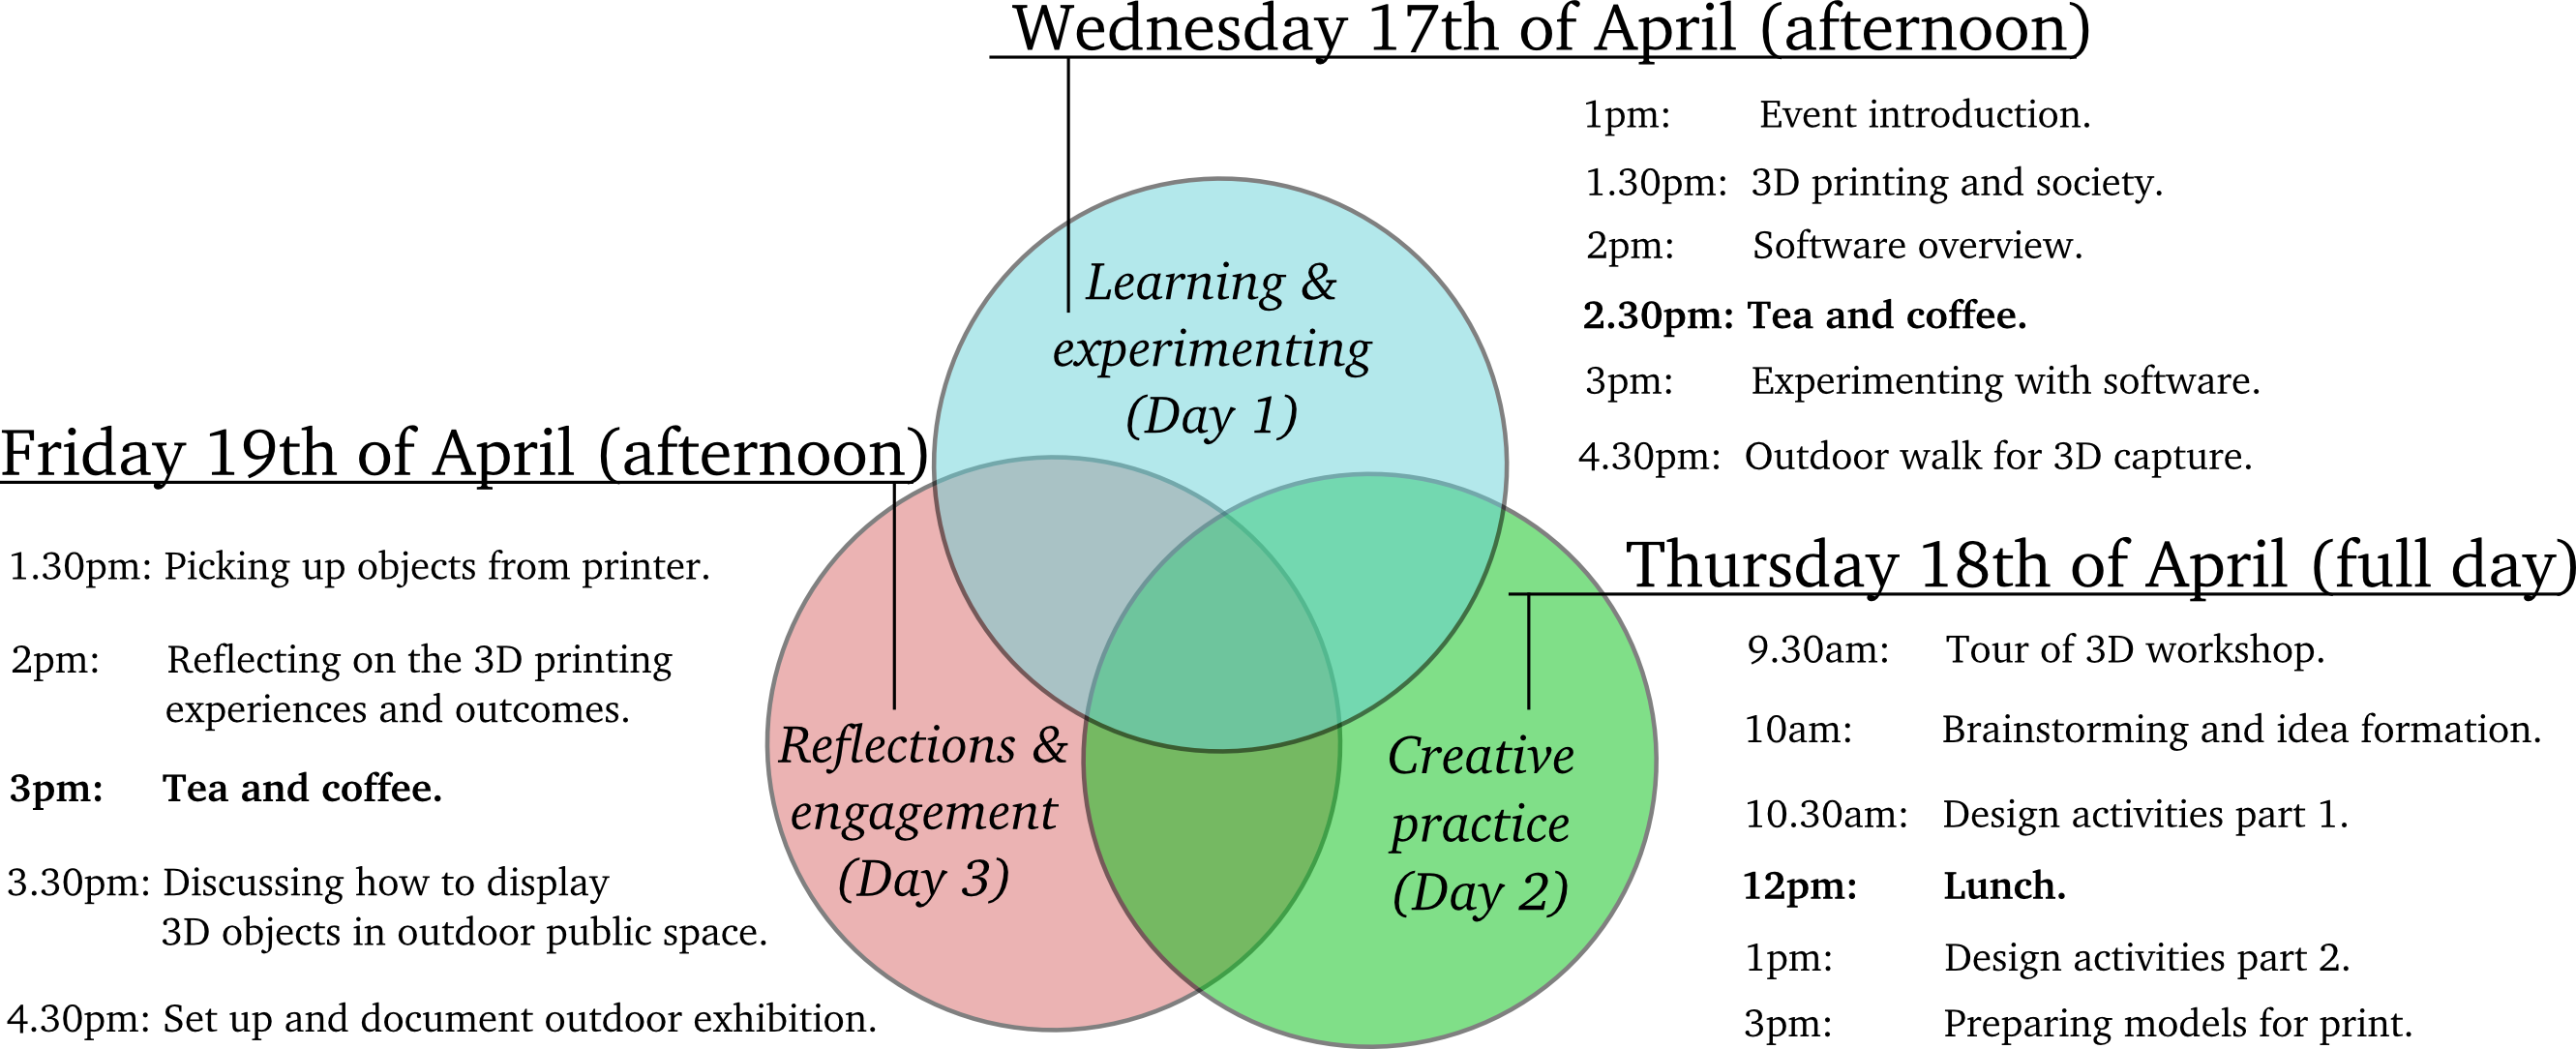 Wednesday 17th of April (afternoon)
1pm: Event introduction.
1.30pm: 3D printing and society.
2pm: Software overview.
2.30pm: Tea and coffee.
3pm: Experimenting with software.
4.30pm: Outdoor walk for 3D capture.
Learning &
experimenting
(Day 1)
Thursday 18th of April (full day)
9.30am: Tour of 3D workshop.
10am: Brainstorming and idea formation.
10.30am: Design activities part 1.
12pm: Lunch.
1pm: Design activities part 2.
3pm: Preparing models for print.
Creative
practice
(Day 2)
Friday 19th of April (afternoon)
1.30pm: Picking up objects from printer.
2pm: Reflecting on the 3D printing
experiences and outcomes.
3pm: Tea and coffee.
3.30pm: Discussing how to display
3D objects in outdoor public space.
4.30pm: Set up and document outdoor exhibition.
Reflections &
engagement
(Day 3)